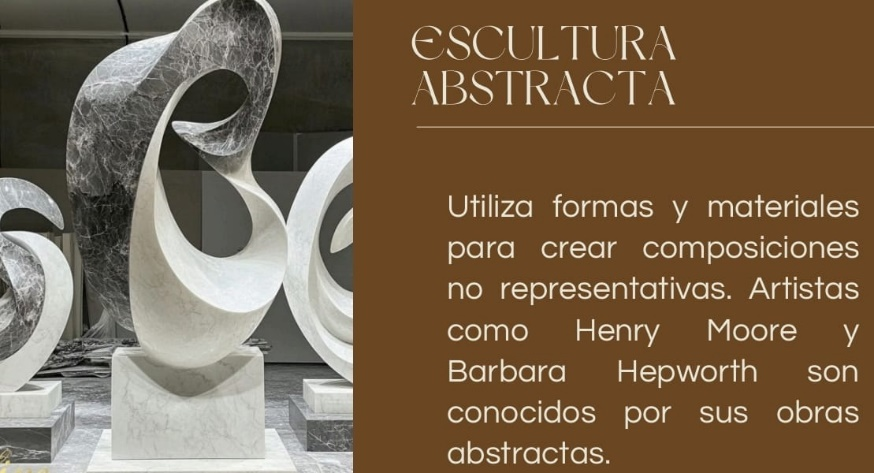 ESCULTURA
ABSTRACTA
Utiliza formas y materiales
para crear composiciones
no representativas. Artistas
como Henry Moore y
Barbara Hepworth son
conocidos por sus obras
abstractas.